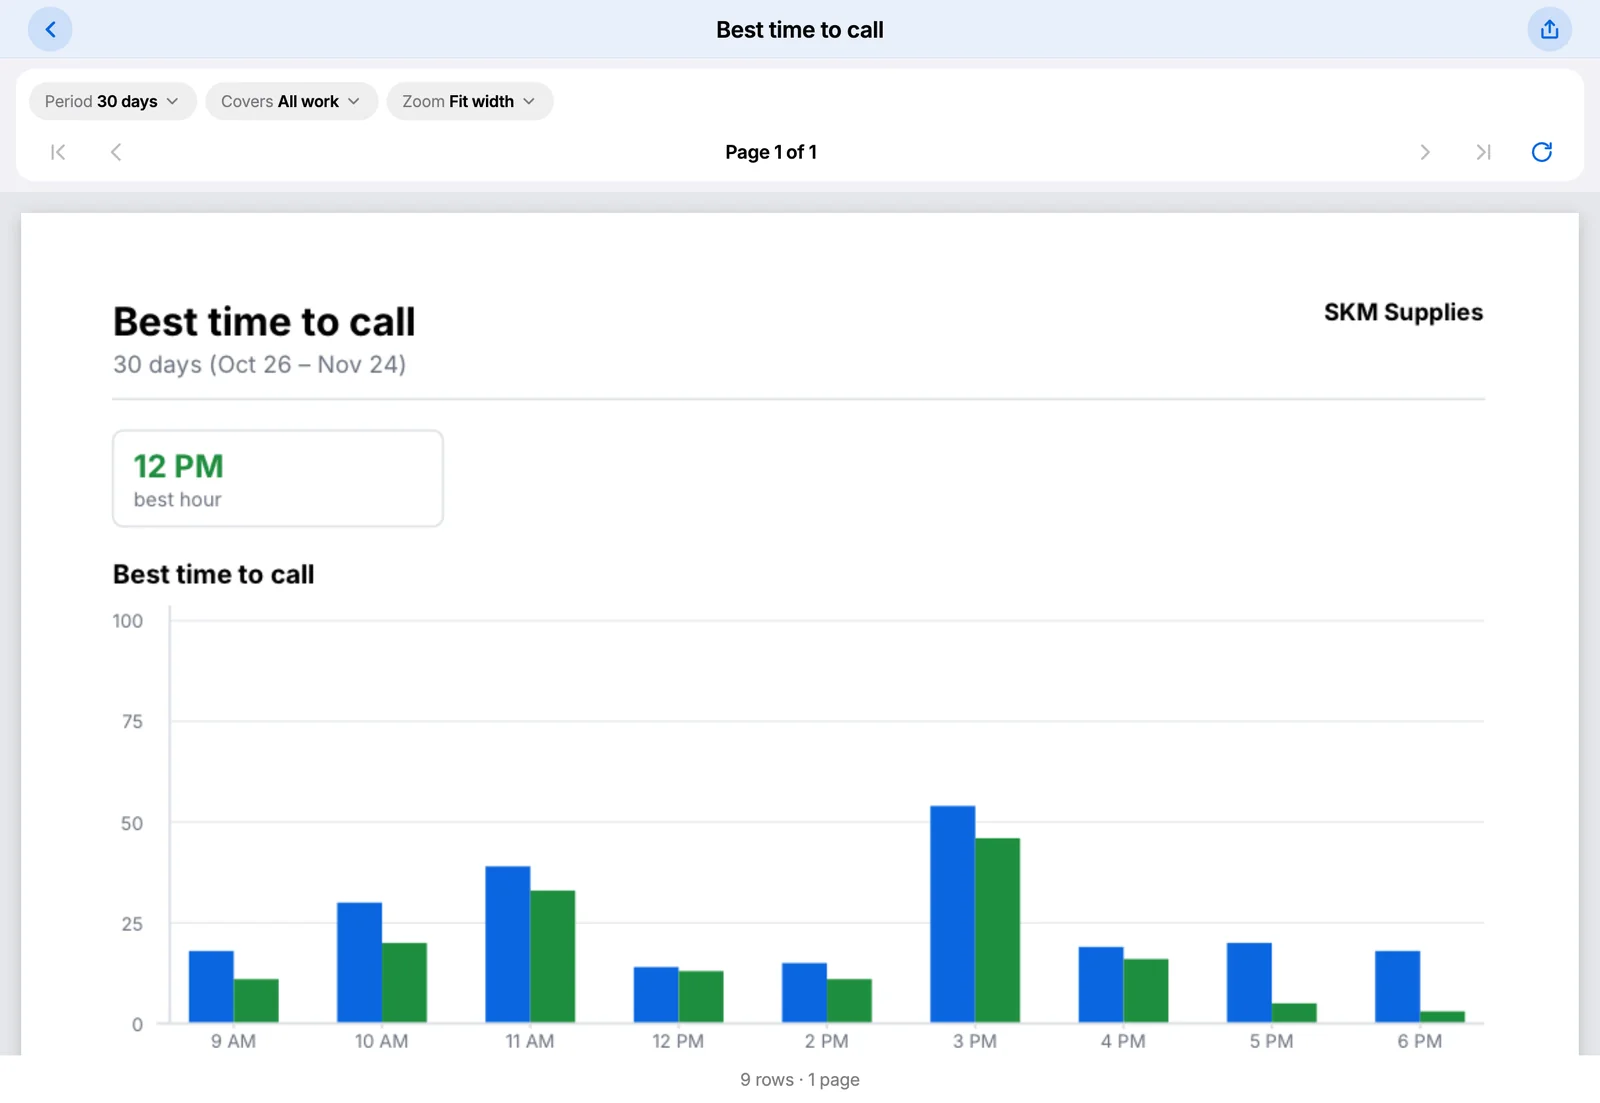 Best time to call
Period 30 days
Covers All work
Zoom Fit width
Page 1 of 1
Best time to call
SKM Supplies
30 days (Oct 26 – Nov 24)
12 PM
best hour
Best time to call
100
75
50
25
0
9 AM 10 AM 11 AM 12 PM 2 PM 3 PM 4 PM 5 PM 6 PM
9 rows · 1 page